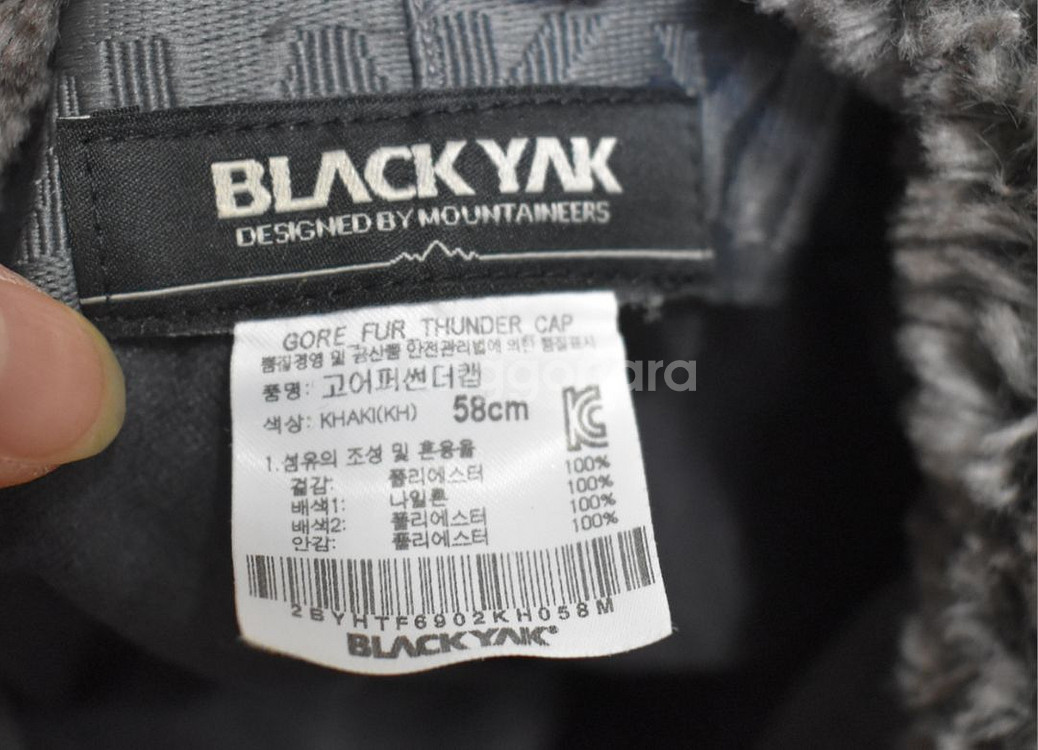 BLACK YAK
DESIGNED BY MOUNTAINEERS
GORE FUR THUNDER CAP
품질경영 및 공산품 안전관리법에 의한 품질표시
품명: 고어퍼썬더캡
색상: KHAKI(KH) 58cm
1.섬유의 조성 및 혼용율
겉감: 폴리에스터 100%
배색1: 나일론 100%
배색2: 폴리에스터 100%
안감: 폴리에스터 100%
2BYHTF6902KH058M
BLACK YAK®